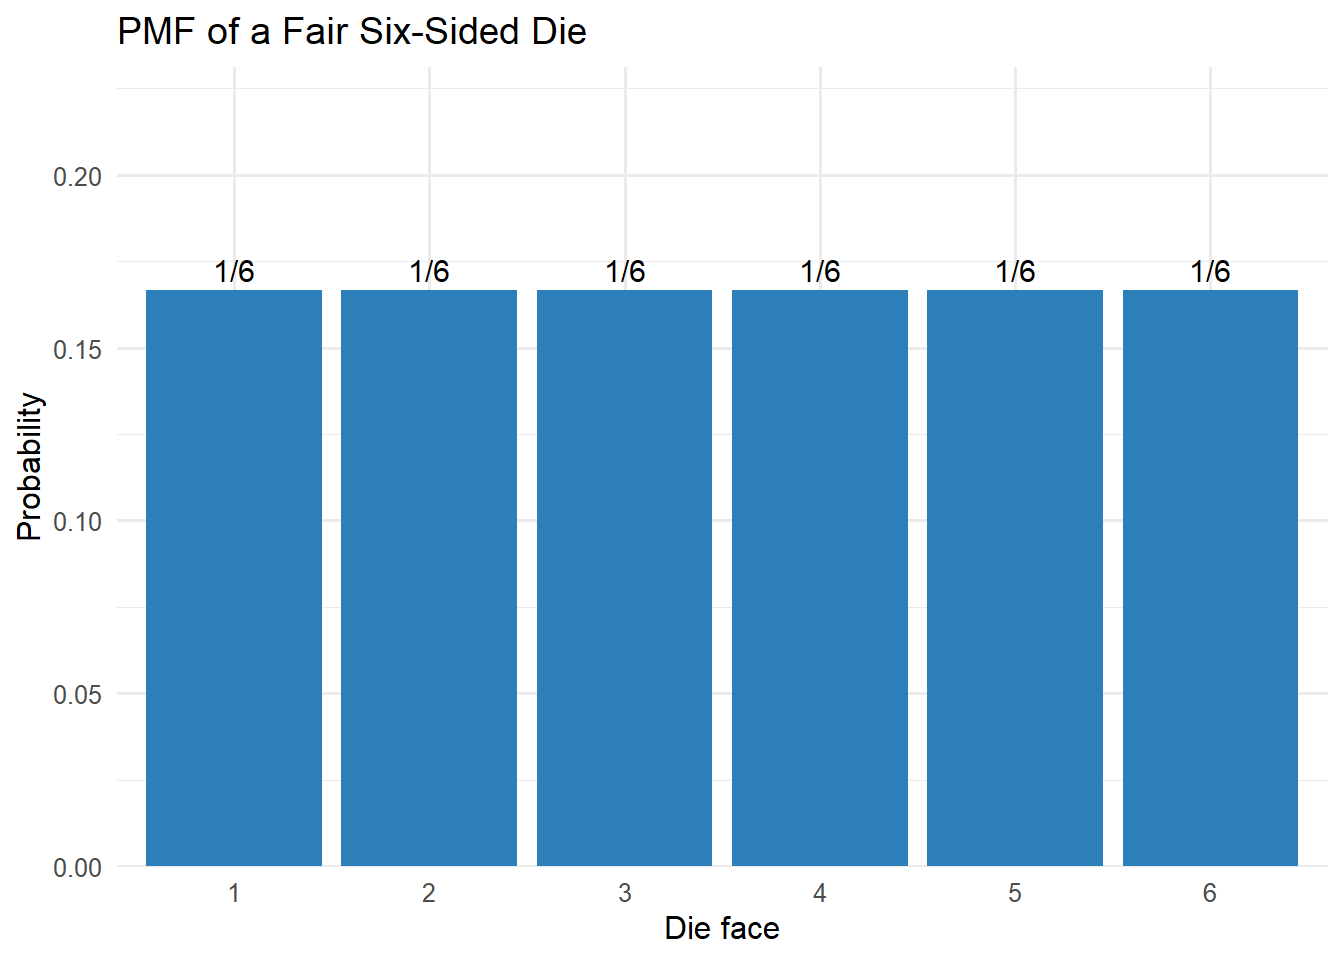 PMF of a Fair Six-Sided Die
0.20
1/6 1/6 1/6 1/6 1/6 1/6
0.15
Probability
0.10
0.05
0.00
1 2 3 4 5 6
Die face